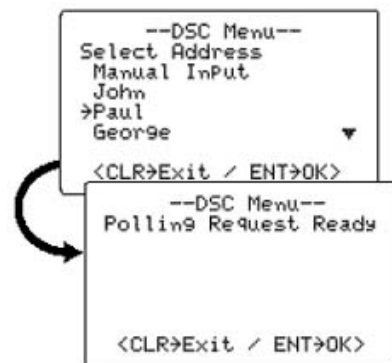 --DSC Menu--
Select Address
Manual InPut
John
→Paul
George ▼
<CLR→Exit / ENT→OK>
--DSC Menu--
Polling Request Ready
<CLR→Exit / ENT→OK>